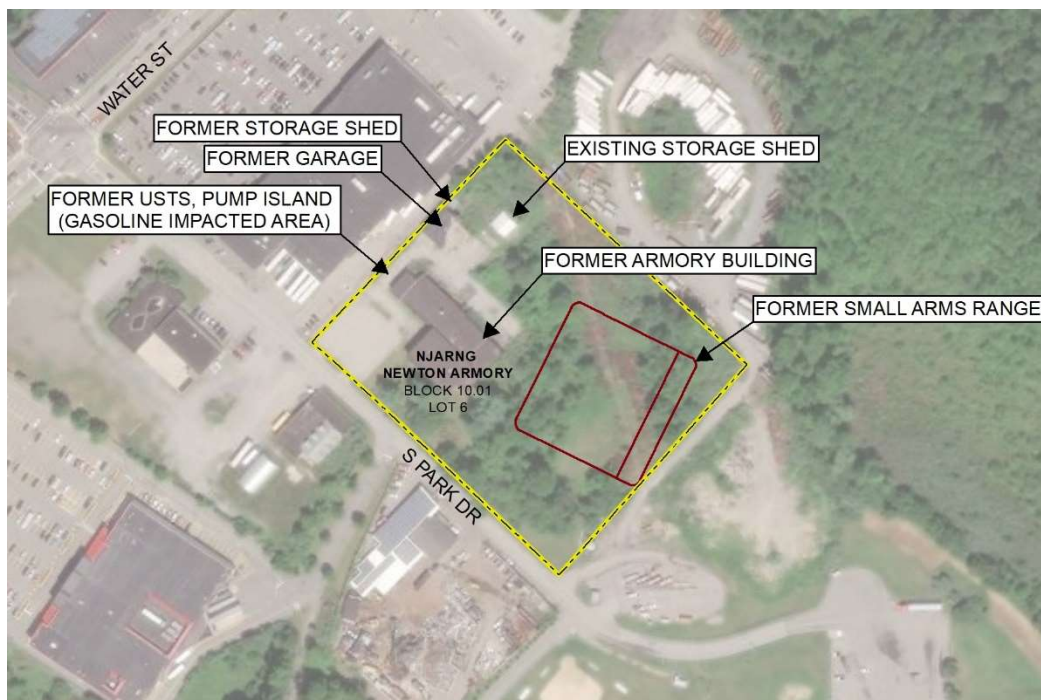 WATER ST
FORMER STORAGE SHED
FORMER GARAGE
EXISTING STORAGE SHED
FORMER USTS, PUMP ISLAND
(GASOLINE IMPACTED AREA)
FORMER ARMORY BUILDING
FORMER SMALL ARMS RANGE
NJARNG
NEWTON ARMORY
BLOCK 10.01
LOT 6
S PARK DR